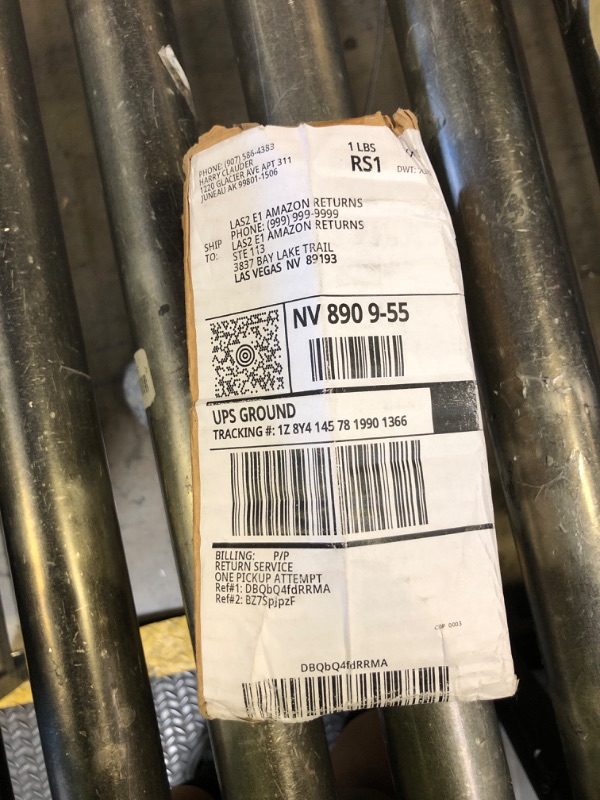 PHONE: (907) 586-4383
HARRY CLAUDER
1220 GLACIER AVE APT 311
JUNEAU AK 99801-1506
1 LBS
RS1
DWT:
LAS2 E1 AMAZON RETURNS
PHONE: (999) 999-9999
SHIP TO:
LAS2 E1 AMAZON RETURNS
STE 113
3837 BAY LAKE TRAIL
LAS VEGAS NV 89193
NV 890 9-55
UPS GROUND
TRACKING #: 1Z 8Y4 145 78 1990 1366
BILLING: P/P
RETURN SERVICE
ONE PICKUP ATTEMPT
Ref#1: DBQbQ4fdRRMA
Ref#2: BZ7SpjpzF
0003
DBQbQ4fdRRMA